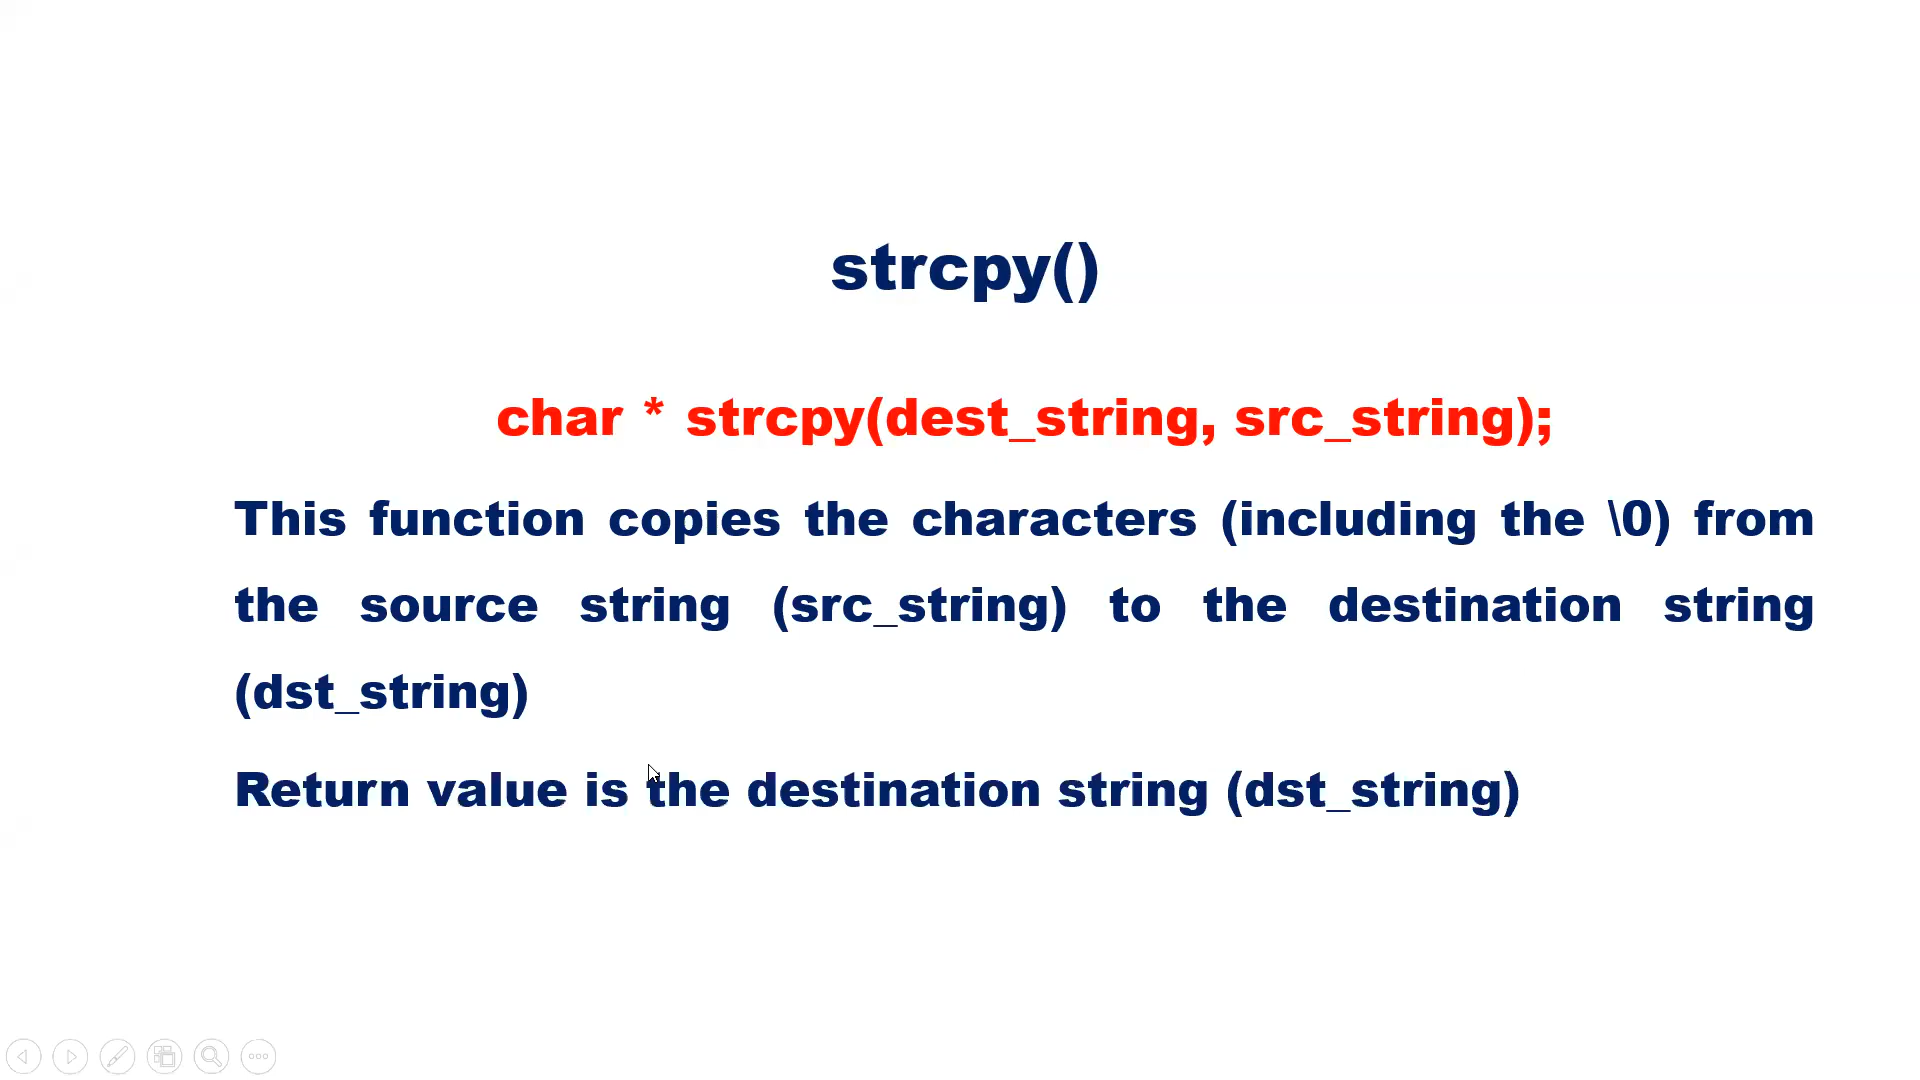 strcpy()
char * strcpy(dest_string, src_string);
This function copies the characters (including the \0) from
the source string (src_string) to the destination string
(dst_string)
Return value is the destination string (dst_string)